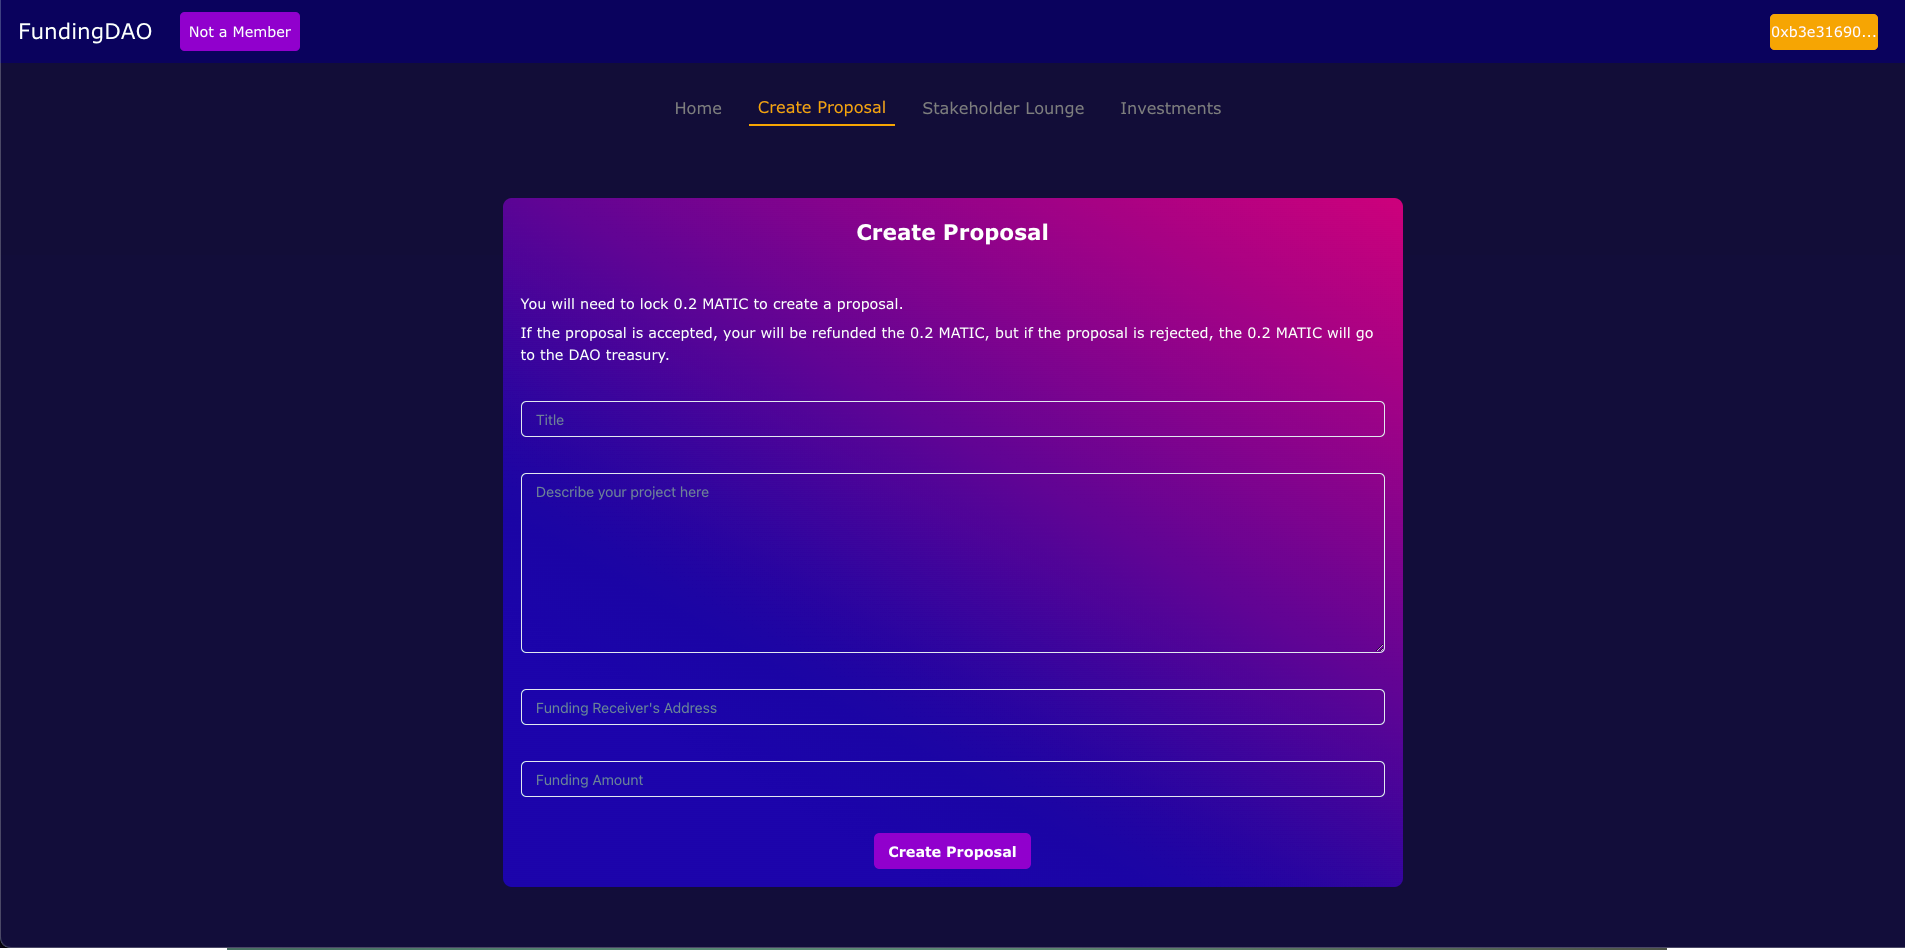 FundingDAO
Not a Member
0xb3e31690...
Home
Create Proposal
Stakeholder Lounge
Investments
Create Proposal
You will need to lock 0.2 MATIC to create a proposal.
If the proposal is accepted, your will be refunded the 0.2 MATIC, but if the proposal is rejected, the 0.2 MATIC will go
to the DAO treasury.
Title
Describe your project here
Funding Receiver's Address
Funding Amount
Create Proposal